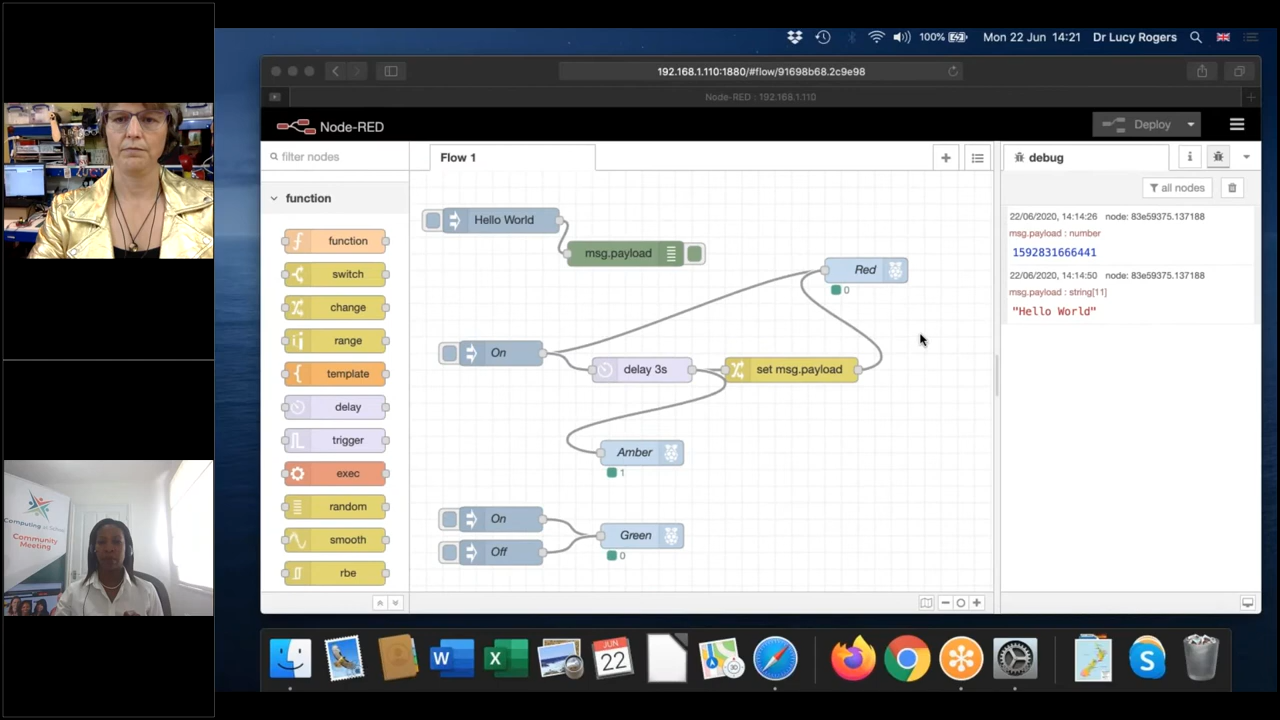 100%
Mon 22 Jun 14:21
Dr Lucy Rogers
192.168.1.110:1880/#flow/91698b68.2c9e98
Node-RED : 192.168.1.110
Node-RED
Deploy
filter nodes
Flow 1
debug
i
all nodes
function
function
switch
change
range
template
delay
trigger
exec
random
smooth
rbe
Hello World
msg.payload
Red
0
On
delay 3s
set msg.payload
Amber
1
On
Off
Green
0
22/06/2020, 14:14:26 node: 83e59375.137188
msg.payload : number
1592831666441
22/06/2020, 14:14:50 node: 83e59375.137188
msg.payload : string[11]
"Hello World"
Computing
Community
Meeting
W
X
JUN
22
S